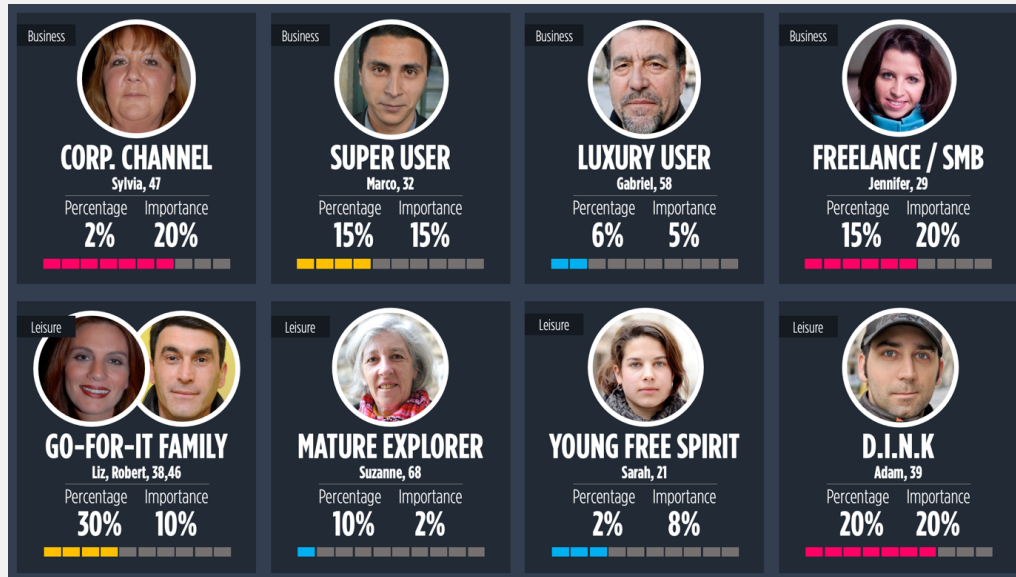 Business
CORP. CHANNEL
Sylvia, 47
Percentage Importance
2% 20%
Business
SUPER USER
Marco, 32
Percentage Importance
15% 15%
Business
LUXURY USER
Gabriel, 58
Percentage Importance
6% 5%
Business
FREELANCE / SMB
Jennifer, 29
Percentage Importance
15% 20%
Leisure
GO-FOR-IT FAMILY
Liz, Robert, 38,46
Percentage Importance
30% 10%
Leisure
MATURE EXPLORER
Suzanne, 68
Percentage Importance
10% 2%
Leisure
YOUNG FREE SPIRIT
Sarah, 21
Percentage Importance
2% 8%
Leisure
D.I.N.K
Adam, 39
Percentage Importance
20% 20%